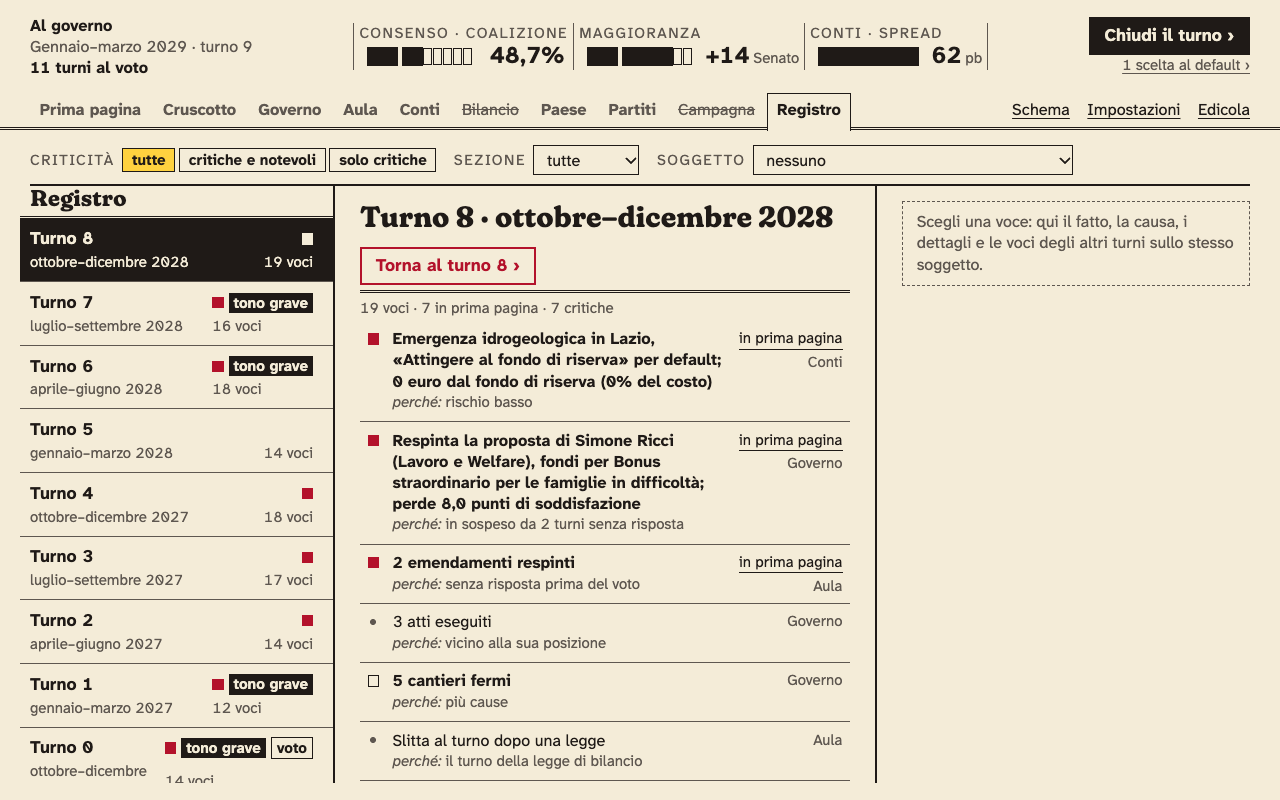 Al governo
Gennaio–marzo 2029 · turno 9
11 turni al voto
CONSENSO · COALIZIONE
48,7%
MAGGIORANZA
+14 Senato
CONTI · SPREAD
62 pb
Chiudi il turno ›
1 scelta al default ›
Prima pagina Cruscotto Governo Aula Conti Bilancio Paese Partiti Campagna Registro Schema Impostazioni Edicola
CRITICITÀ tutte critiche e notevoli solo critiche SEZIONE tutte SOGGETTO nessuno
Registro
Turno 8
ottobre–dicembre 2028 19 voci
Turno 7 tono grave
luglio–settembre 2028 16 voci
Turno 6 tono grave
aprile–giugno 2028 18 voci
Turno 5
gennaio–marzo 2028 14 voci
Turno 4
ottobre–dicembre 2027 18 voci
Turno 3
luglio–settembre 2027 17 voci
Turno 2
aprile–giugno 2027 14 voci
Turno 1 tono grave
gennaio–marzo 2027 12 voci
Turno 0 tono grave voto
ottobre–dicembre 14 voci
Turno 8 · ottobre–dicembre 2028
Torna al turno 8 ›
19 voci · 7 in prima pagina · 7 critiche
Emergenza idrogeologica in Lazio, in prima pagina
«Attingere al fondo di riserva» per default; Conti
0 euro dal fondo di riserva (0% del costo)
perché: rischio basso
Respinta la proposta di Simone Ricci in prima pagina
(Lavoro e Welfare), fondi per Bonus Governo
straordinario per le famiglie in difficoltà;
perde 8,0 punti di soddisfazione
perché: in sospeso da 2 turni senza risposta
2 emendamenti respinti in prima pagina
perché: senza risposta prima del voto Aula
3 atti eseguiti Governo
perché: vicino alla sua posizione
5 cantieri fermi Governo
perché: più cause
Slitta al turno dopo una legge Aula
perché: il turno della legge di bilancio
Scegli una voce: qui il fatto, la causa, i
dettagli e le voci degli altri turni sullo stesso
soggetto.